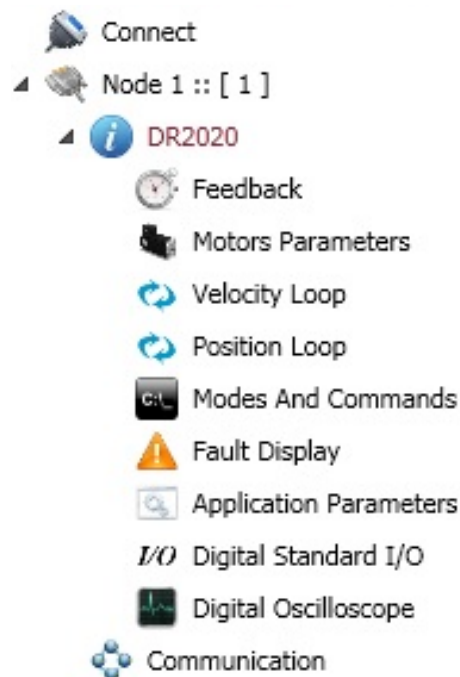 Connect
Node 1 :: [ 1 ]
DR2020
Feedback
Motors Parameters
Velocity Loop
Position Loop
C:\_ Modes And Commands
Fault Display
Application Parameters
I/O Digital Standard I/O
Digital Oscilloscope
Communication